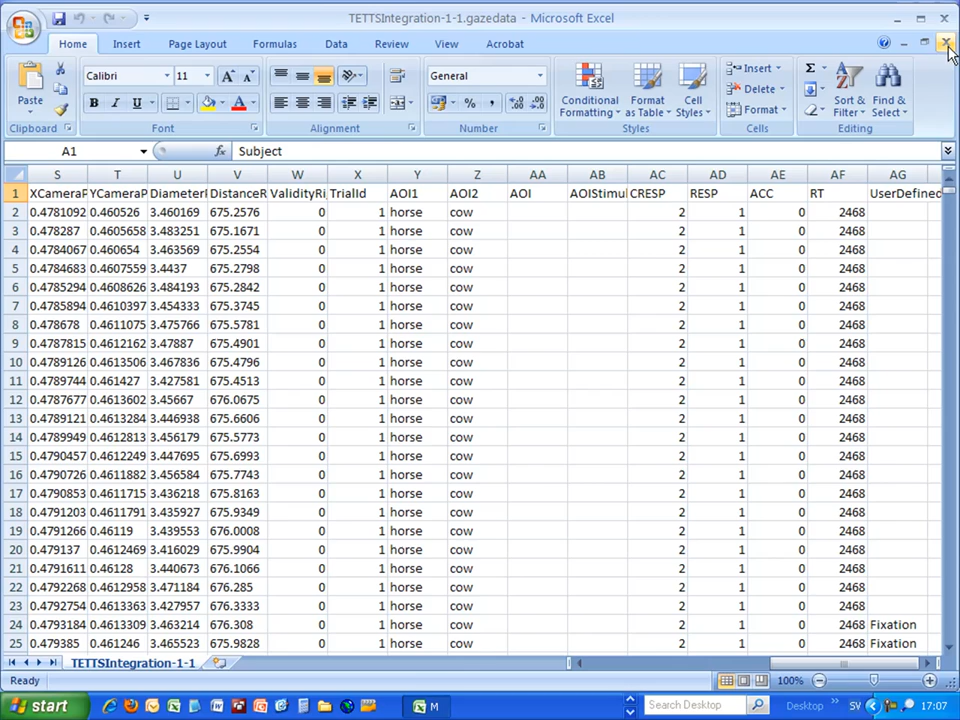 TETTSIntegration-1-1.gazedata - Microsoft Excel
Home Insert Page Layout Formulas Data Review View Acrobat
Paste Calibri 11 General Conditional Formatting Format as Table Cell Styles Insert Delete Format Sort & Filter Find & Select
Clipboard Font Alignment Number Styles Cells Editing
A1 fx Subject
S T U V W X Y Z AA AB AC AD AE AF AG
1 XCameraP YCameraP DiameterP DistanceR ValidityRi TrialId AOI1 AOI2 AOI AOIStimul CRESP RESP ACC RT UserDefined
2 0.4781092 0.460526 3.460169 675.2576 0 1 horse cow 2 1 0 2468
3 0.478287 0.4605658 3.483251 675.1671 0 1 horse cow 2 1 0 2468
4 0.4784067 0.460654 3.463569 675.2554 0 1 horse cow 2 1 0 2468
5 0.4784683 0.4607559 3.4437 675.2798 0 1 horse cow 2 1 0 2468
6 0.4785294 0.4608626 3.484193 675.2842 0 1 horse cow 2 1 0 2468
7 0.4785894 0.4610397 3.454333 675.3745 0 1 horse cow 2 1 0 2468
8 0.478678 0.4611075 3.475766 675.5781 0 1 horse cow 2 1 0 2468
9 0.4787815 0.4612162 3.47887 675.4901 0 1 horse cow 2 1 0 2468
10 0.4789126 0.4613506 3.467836 675.4796 0 1 horse cow 2 1 0 2468
11 0.4789744 0.461427 3.427581 675.4513 0 1 horse cow 2 1 0 2468
12 0.4787677 0.4613602 3.45667 676.0675 0 1 horse cow 2 1 0 2468
13 0.4789121 0.4613284 3.446938 675.6606 0 1 horse cow 2 1 0 2468
14 0.4789949 0.4612813 3.456179 675.5773 0 1 horse cow 2 1 0 2468
15 0.4790457 0.4612249 3.447695 675.6993 0 1 horse cow 2 1 0 2468
16 0.4790726 0.4611882 3.456584 675.7743 0 1 horse cow 2 1 0 2468
17 0.4790853 0.4611715 3.436218 675.8163 0 1 horse cow 2 1 0 2468
18 0.4791203 0.4611791 3.435927 675.9349 0 1 horse cow 2 1 0 2468
19 0.4791266 0.46119 3.439553 676.0008 0 1 horse cow 2 1 0 2468
20 0.479137 0.4612469 3.416029 675.9904 0 1 horse cow 2 1 0 2468
21 0.4791611 0.46128 3.440673 676.1066 0 1 horse cow 2 1 0 2468
22 0.4792268 0.4612958 3.471184 676.285 0 1 horse cow 2 1 0 2468
23 0.4792754 0.4613363 3.427957 676.3333 0 1 horse cow 2 1 0 2468
24 0.4793184 0.4613309 3.463214 676.308 0 1 horse cow 2 1 0 2468 Fixation
25 0.479385 0.461246 3.465523 675.9828 0 1 horse cow 2 1 0 2468 Fixation
TETTSIntegration-1-1
Ready 100%
start M Search Desktop Desktop SV 17:07